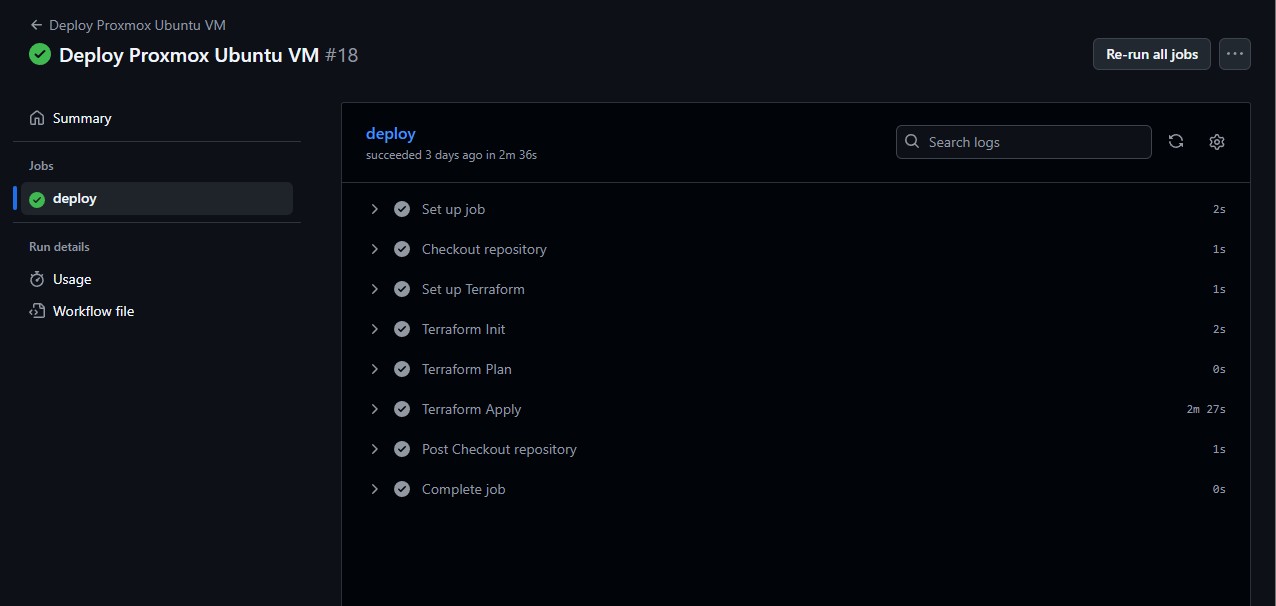 Deploy Proxmox Ubuntu VM
Deploy Proxmox Ubuntu VM #18
Re-run all jobs
Summary
Jobs
deploy
Run details
Usage
Workflow file
deploy
succeeded 3 days ago in 2m 36s
Search logs
Set up job 2s
Checkout repository 1s
Set up Terraform 1s
Terraform Init 2s
Terraform Plan 0s
Terraform Apply 2m 27s
Post Checkout repository 1s
Complete job 0s